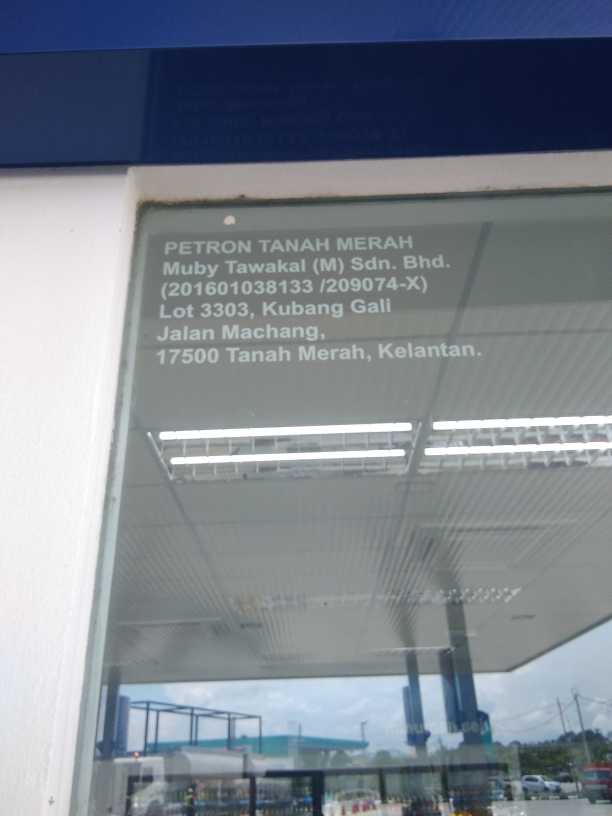 PETRON TANAH MERAH
Muby Tawakal (M) Sdn. Bhd.
(201601038133 /209074-X)
Lot 3303, Kubang Gali
Jalan Machang,
17500 Tanah Merah, Kelantan.